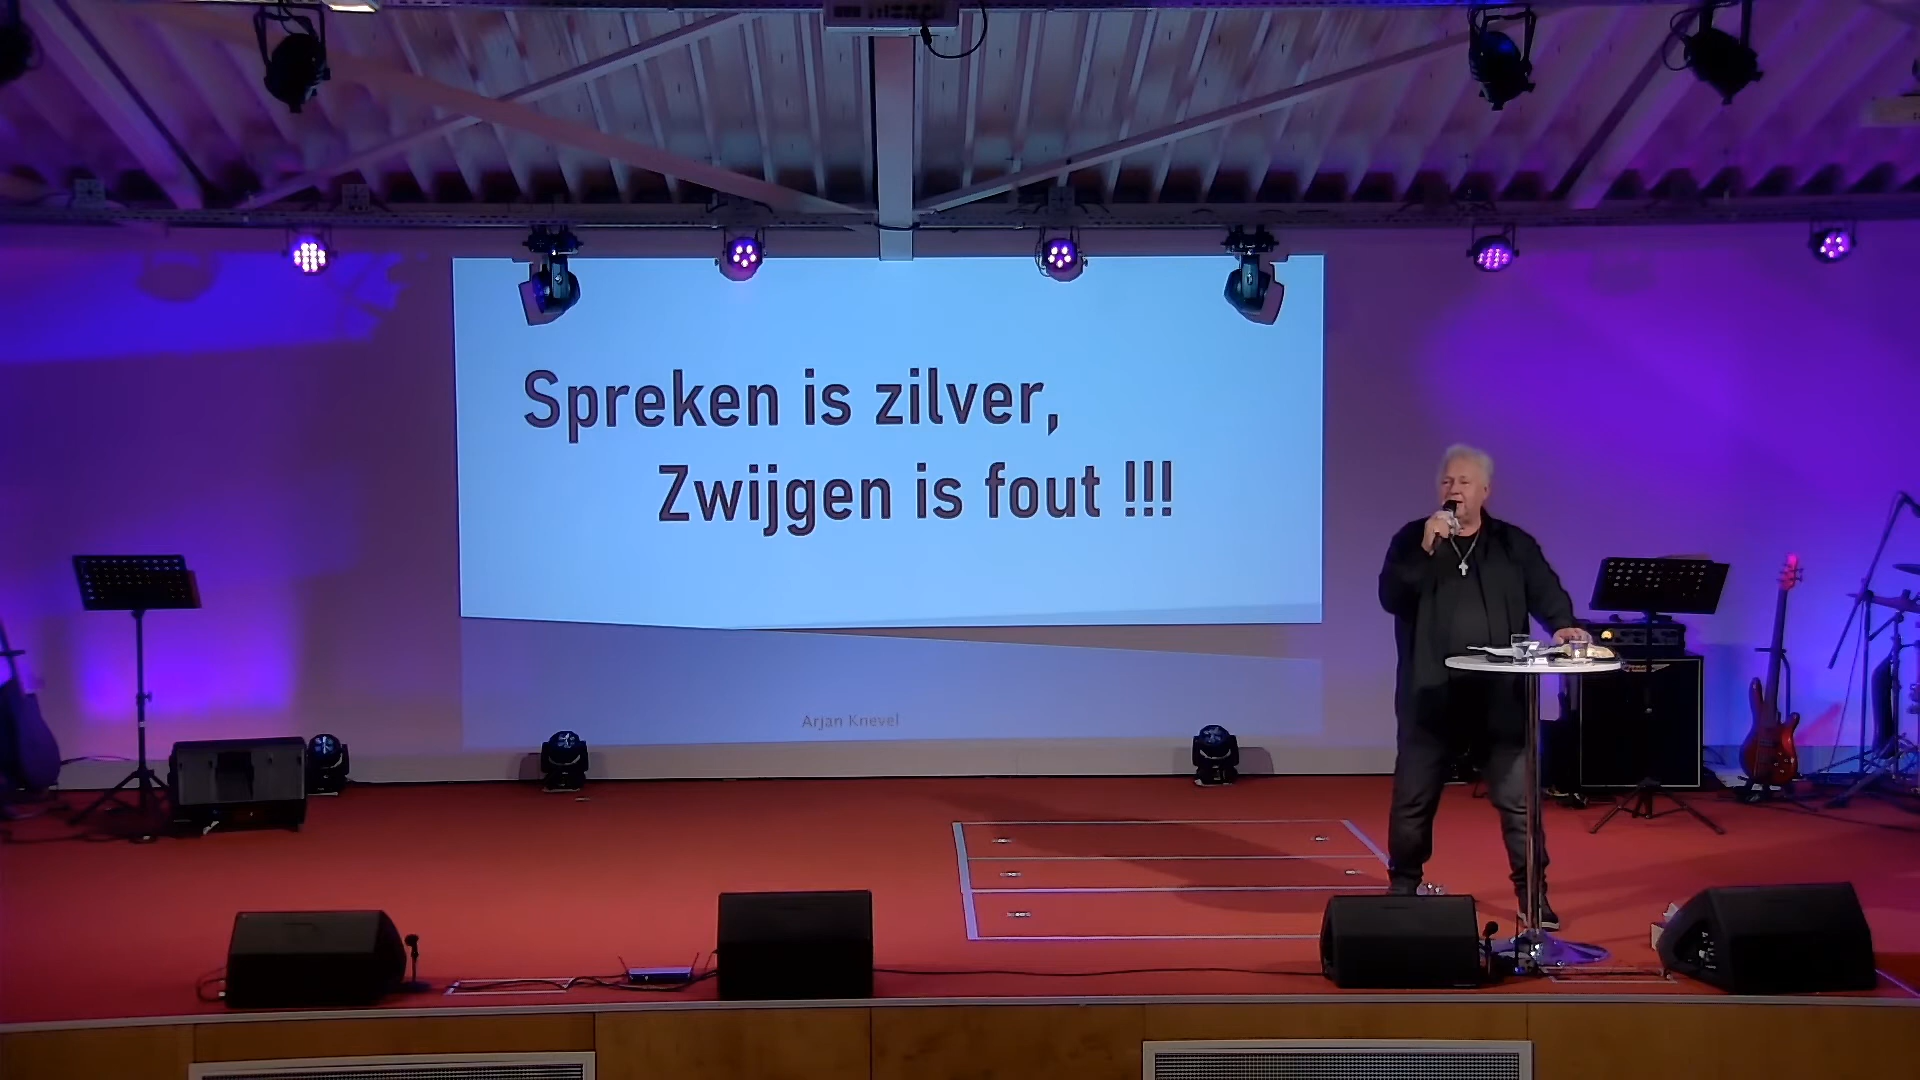 Spreken is zilver,
Zwijgen is fout !!!
Arjan Knevel